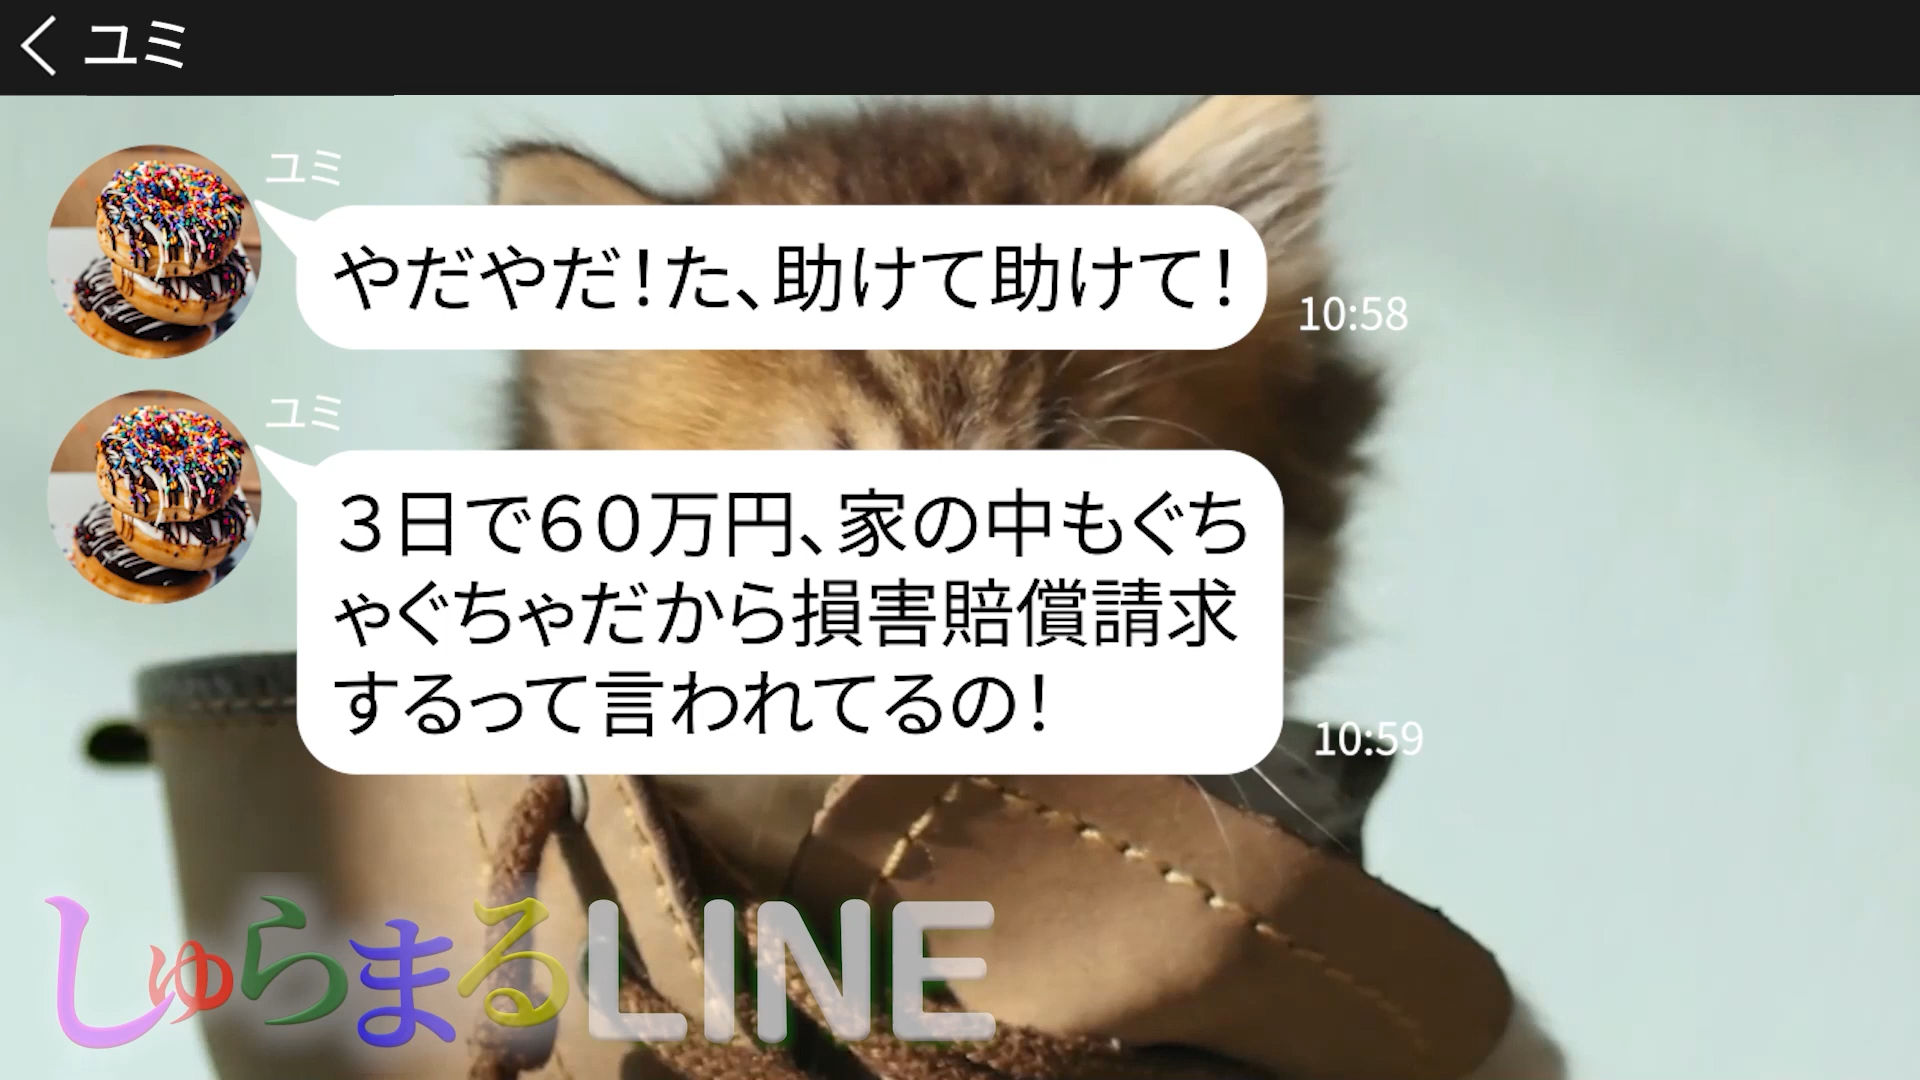 ユミ
ユミ
やだやだ！た、助けて助けて！
10:58
ユミ
３日で６０万円、家の中もぐち
ゃぐちゃだから損害賠償請求
するって言われてるの！
10:59
しゅらまるLINE